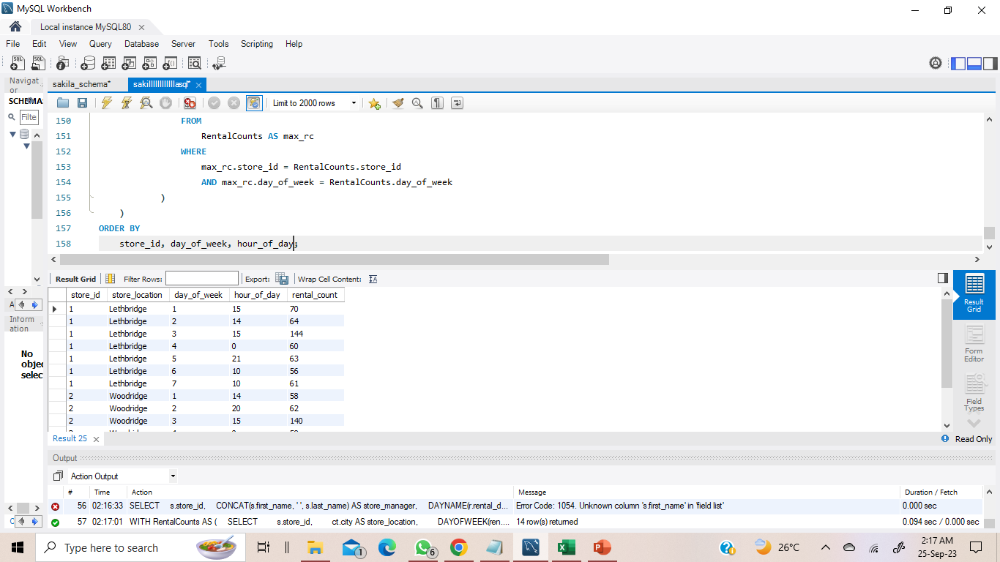 MySQL Workbench
Local instance MySQL80
File Edit View Query Database Server Tools Scripting Help
Navigat
or
sakila_schema*
sakilllllllllllllasql*
SCHEMAS
Filte
Limit to 2000 rows
150 FROM
151 RentalCounts AS max_rc
152 WHERE
153 max_rc.store_id = RentalCounts.store_id
154 AND max_rc.day_of_week = RentalCounts.day_of_week
155 )
156 )
157 ORDER BY
158 store_id, day_of_week, hour_of_day;
Result Grid Filter Rows: Export: Wrap Cell Content:
store_id store_location day_of_week hour_of_day rental_count
1 Lethbridge 1 15 70
1 Lethbridge 2 14 64
1 Lethbridge 3 15 144
1 Lethbridge 4 0 60
1 Lethbridge 5 21 63
1 Lethbridge 6 10 56
1 Lethbridge 7 10 61
2 Woodridge 1 14 58
2 Woodridge 2 20 62
2 Woodridge 3 15 140
A
Inform
ation
No
objec
selec
Result
Grid
Form
Editor
Field
Types
Result 25
Read Only
Output
Action Output
# Time Action Message Duration / Fetch
56 02:16:33 SELECT s.store_id, CONCAT(s.first_name, ' ', s.last_name) AS store_manager, DAYNAME(r.rental_d... Error Code: 1054. Unknown column 's.first_name' in 'field list' 0.000 sec
57 02:17:01 WITH RentalCounts AS ( SELECT s.store_id, ct.city AS store_location, DAYOFWEEK(ren.... 14 row(s) returned 0.094 sec / 0.000 sec
Type here to search
1
6
26°C
2:17 AM
25-Sep-23